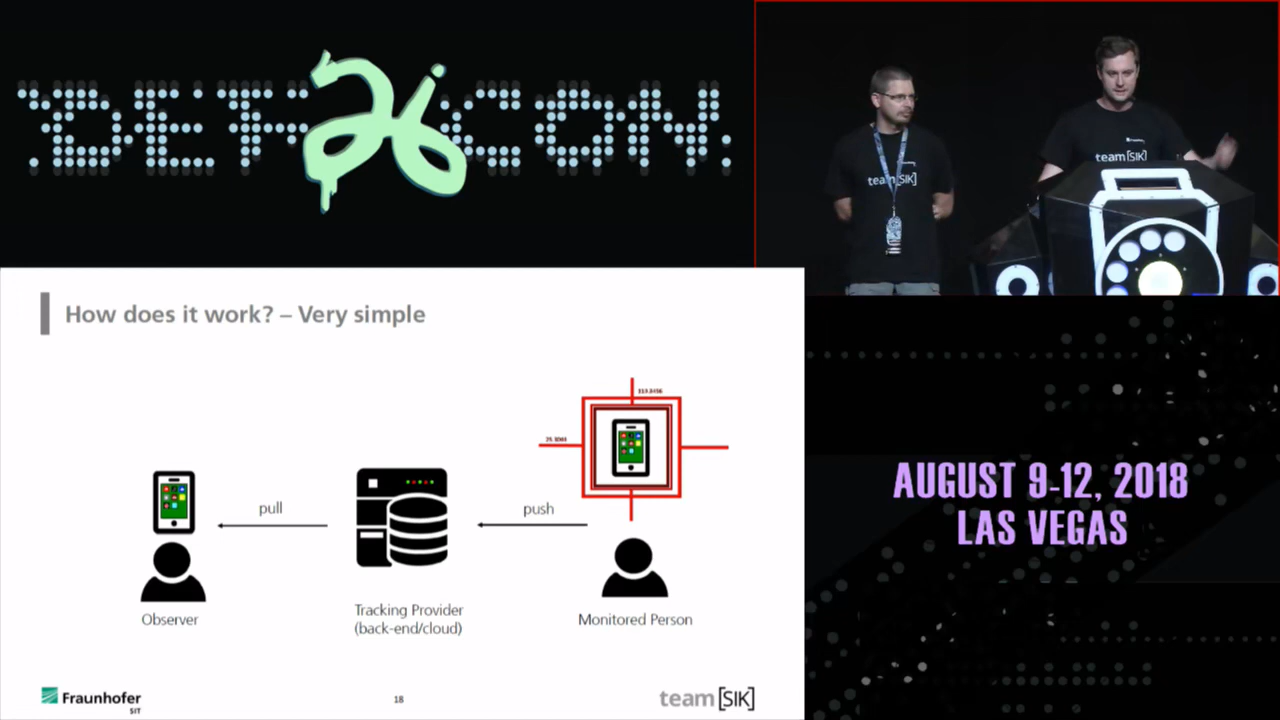 DEF 26 CON
team[SIK]
team[SIK]
How does it work? – Very simple
pull
push
Observer
Tracking Provider
(back-end/cloud)
Monitored Person
Fraunhofer
SIT
18
team[SIK]
AUGUST 9-12, 2018
LAS VEGAS